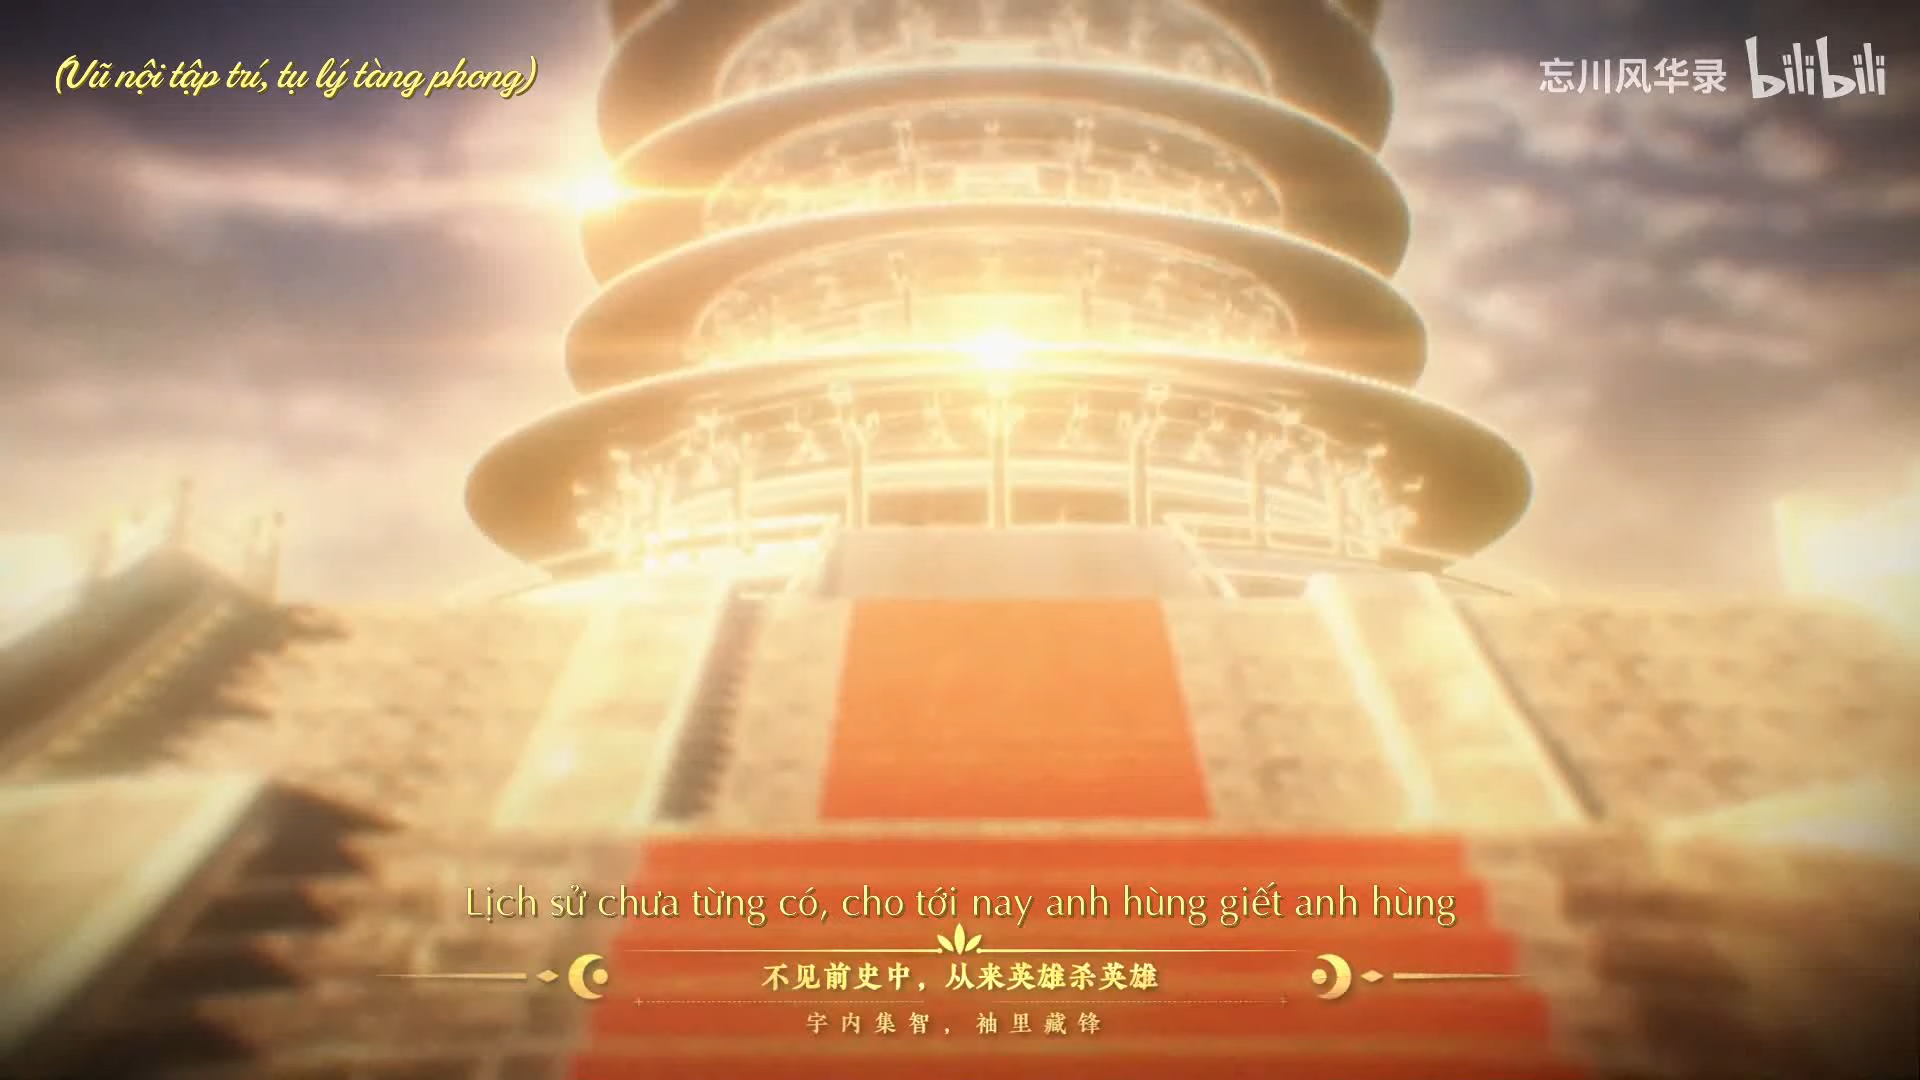 (Vũ nội tập trí, tụ lý tàng phong)
忘川风华录 bilibili
Lịch sử chưa từng có, cho tới nay anh hùng giết anh hùng
不见前史中，从来英雄杀英雄
宇内集智，袖里藏锋